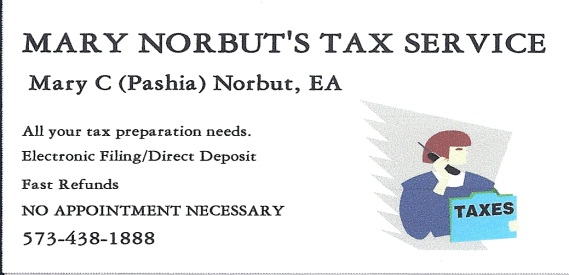 MARY NORBUT'S TAX SERVICE
Mary C (Pashia) Norbut, EA
All your tax preparation needs.
Electronic Filing/Direct Deposit
Fast Refunds
NO APPOINTMENT NECESSARY
573-438-1888
TAXES